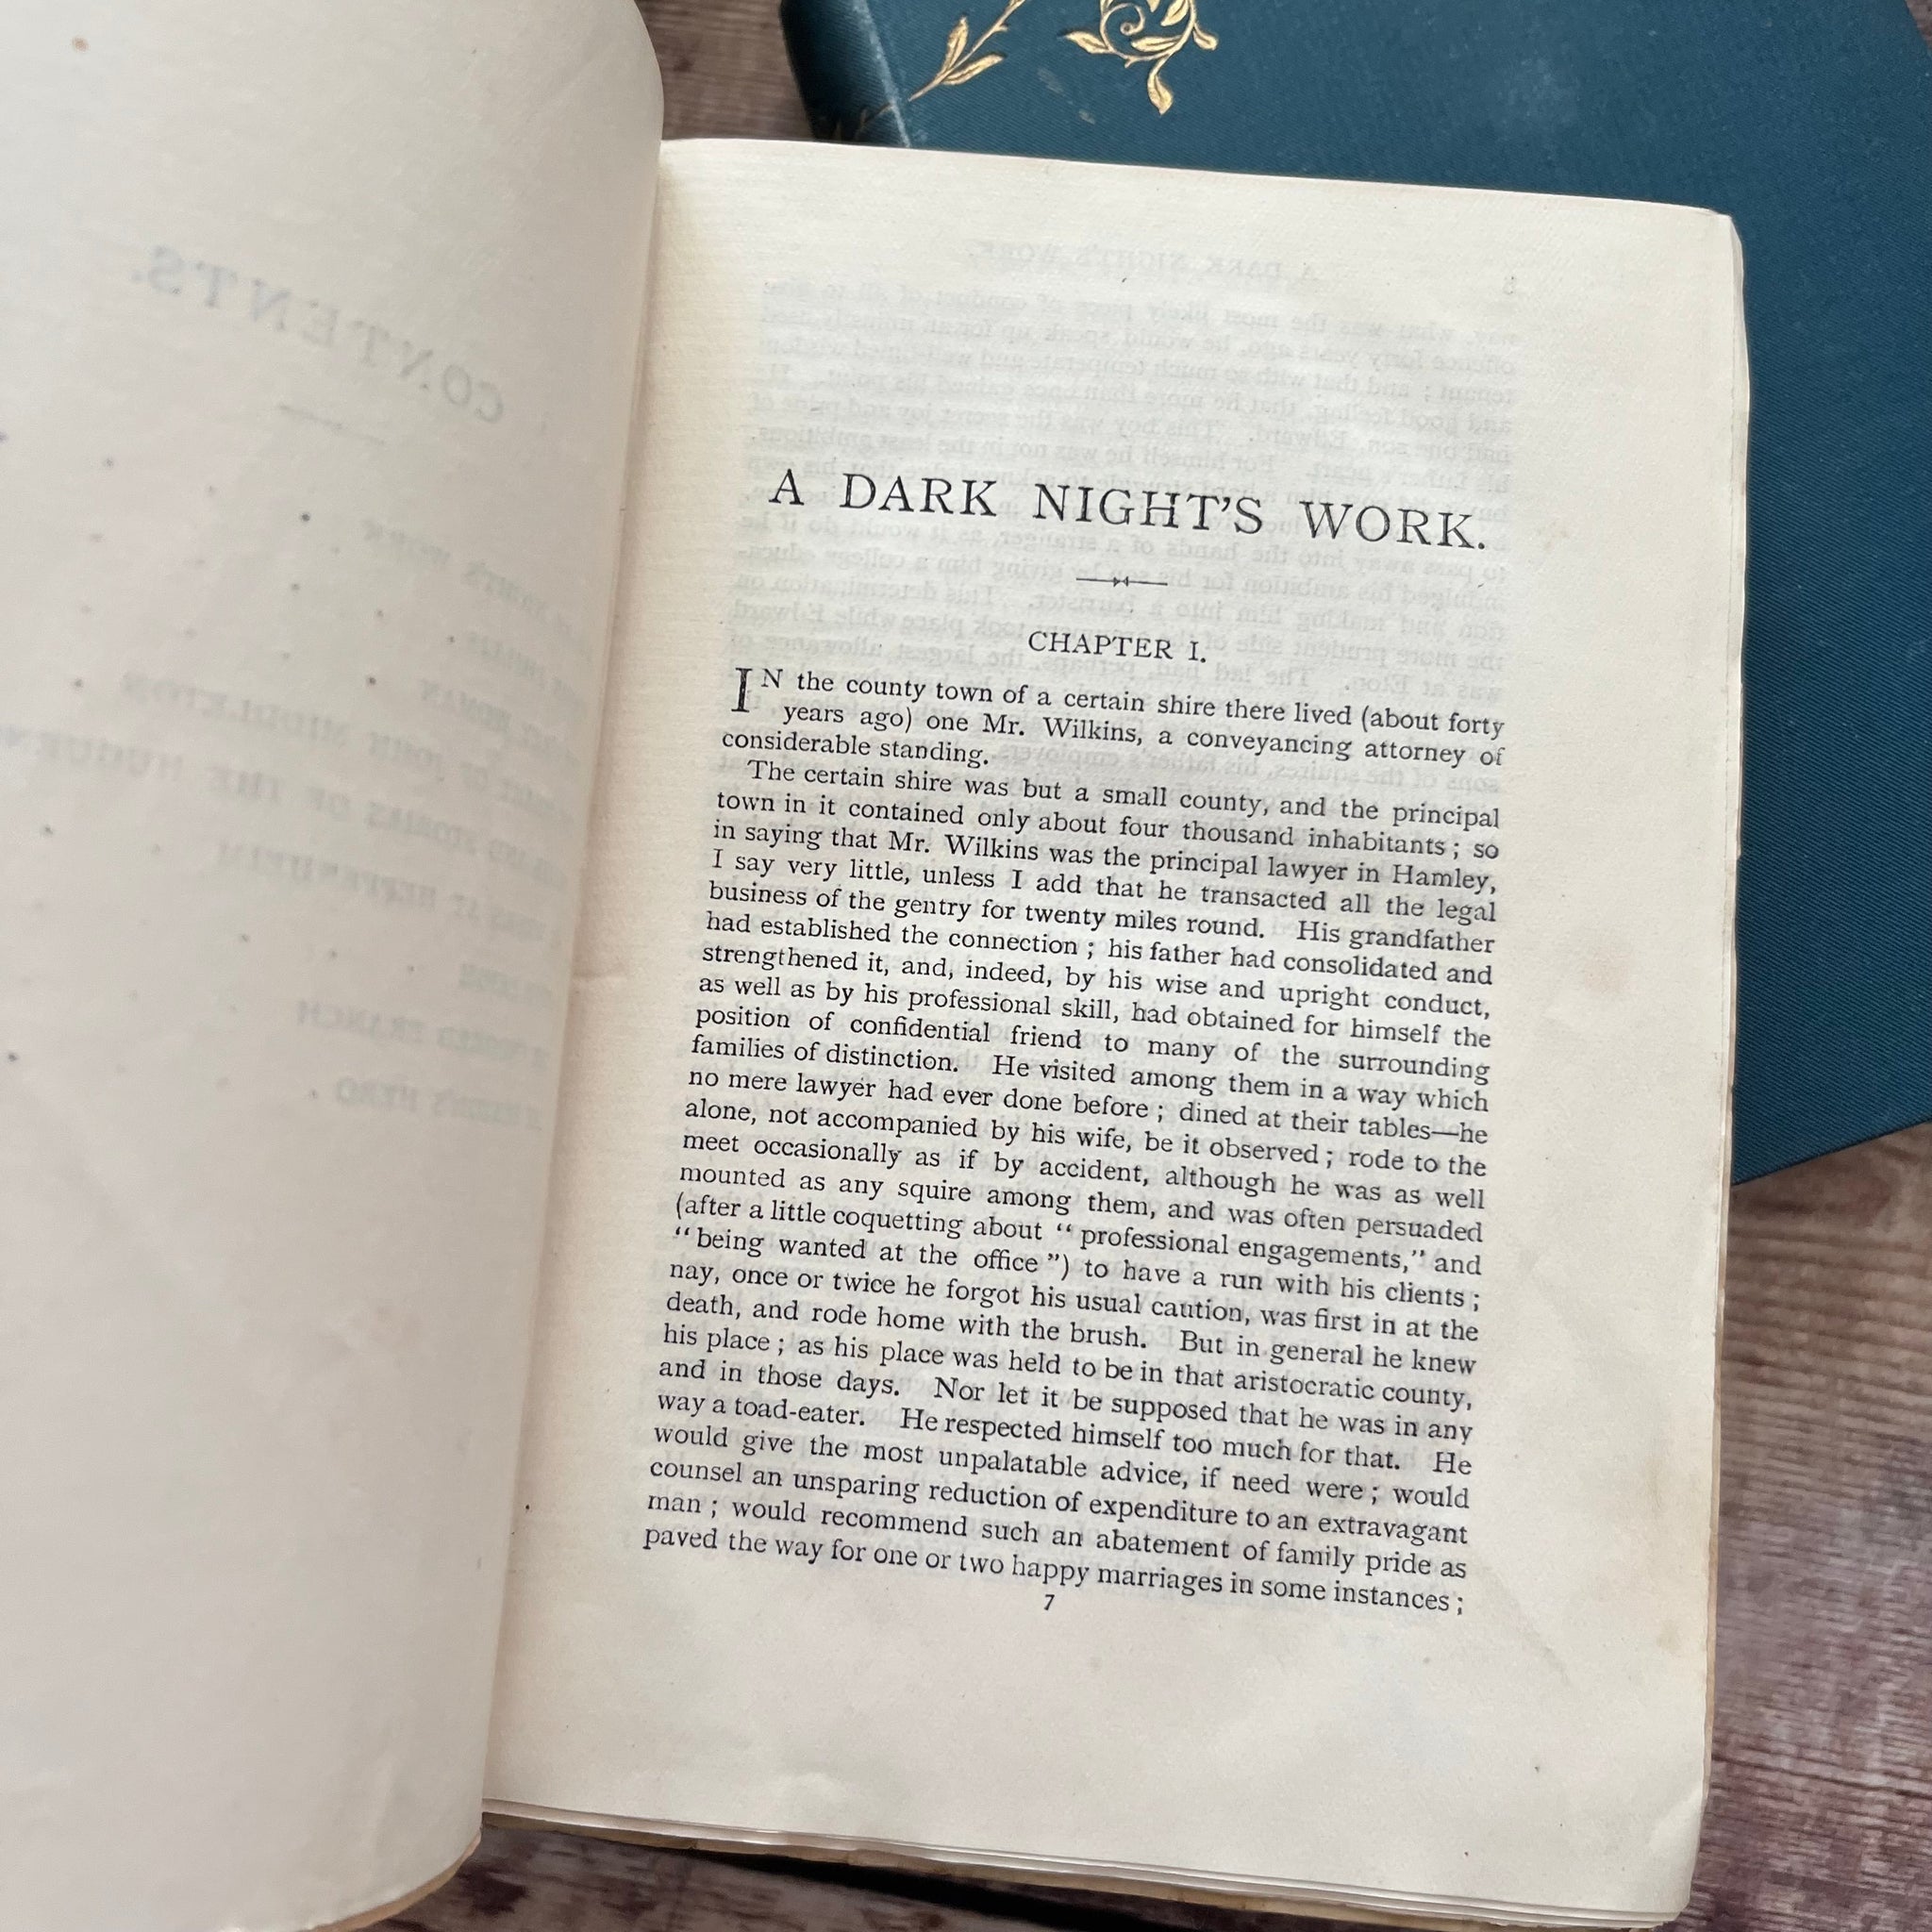 CONTENTS.
A DARK NIGHT'S WORK.
CHAPTER I.
IN the county town of a certain shire there lived (about forty
years ago) one Mr. Wilkins, a conveyancing attorney of
considerable standing.
The certain shire was but a small county, and the principal
town in it contained only about four thousand inhabitants; so
in saying that Mr. Wilkins was the principal lawyer in Hamley,
I say very little, unless I add that he transacted all the legal
business of the gentry for twenty miles round. His grandfather
had established the connection; his father had consolidated and
strengthened it, and, indeed, by his wise and upright conduct,
as well as by his professional skill, had obtained for himself the
position of confidential friend to many of the surrounding
families of distinction. He visited among them in a way which
no mere lawyer had ever done before; dined at their tables—he
alone, not accompanied by his wife, be it observed; rode to the
meet occasionally as if by accident, although he was as well
mounted as any squire among them, and was often persuaded
(after a little coquetting about “professional engagements,” and
“being wanted at the office”) to have a run with his clients;
nay, once or twice he forgot his usual caution, was first in at the
death, and rode home with the brush. But in general he knew
his place; as his place was held to be in that aristocratic county,
and in those days. Nor let it be supposed that he was in any
way a toad-eater. He respected himself too much for that. He
would give the most unpalatable advice, if need were; would
counsel an unsparing reduction of expenditure to an extravagant
man; would recommend such an abatement of family pride as
paved the way for one or two happy marriages in some instances;
7